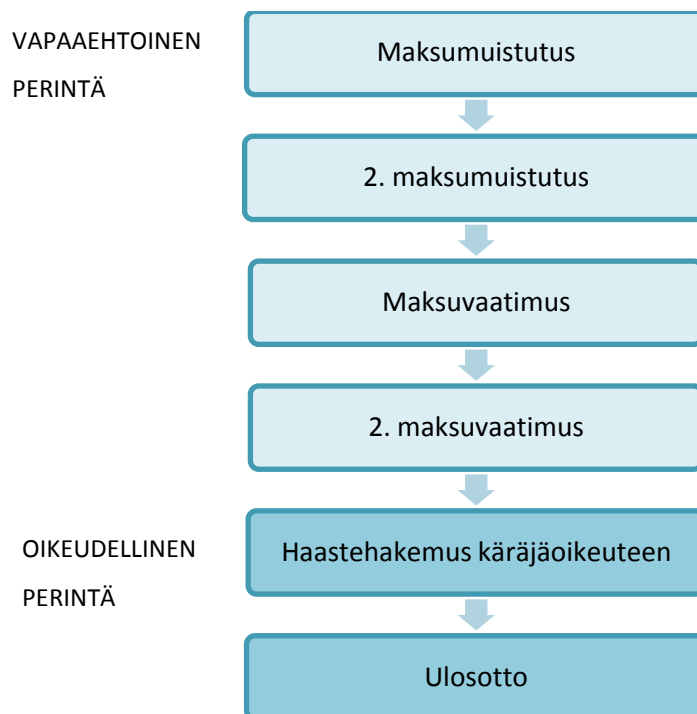 VAPAAEHTOINEN
PERINTÄ
Maksumuistutus
2. maksumuistutus
Maksuvaatimus
2. maksuvaatimus
OIKEUDELLINEN
PERINTÄ
Haastehakemus käräjäoikeuteen
Ulosotto